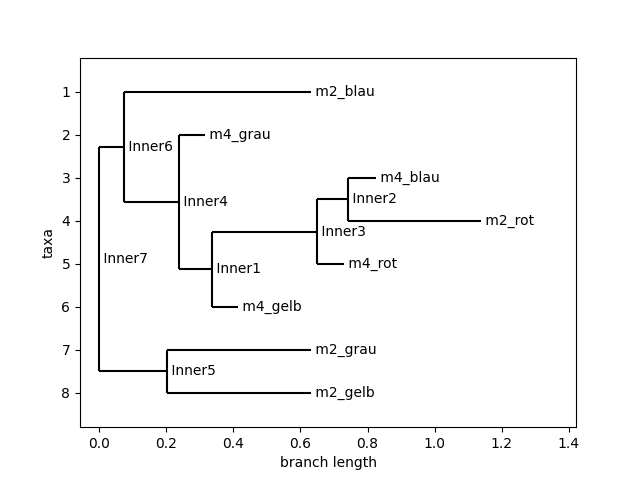 1
m2_blau
2
m4_grau
Inner6
3
m4_blau
Inner2
Inner4
4
m2_rot
Inner3
taxa
Inner7
5
m4_rot
Inner1
6
m4_gelb
7
m2_grau
Inner5
8
m2_gelb
0.0 0.2 0.4 0.6 0.8 1.0 1.2 1.4
branch length